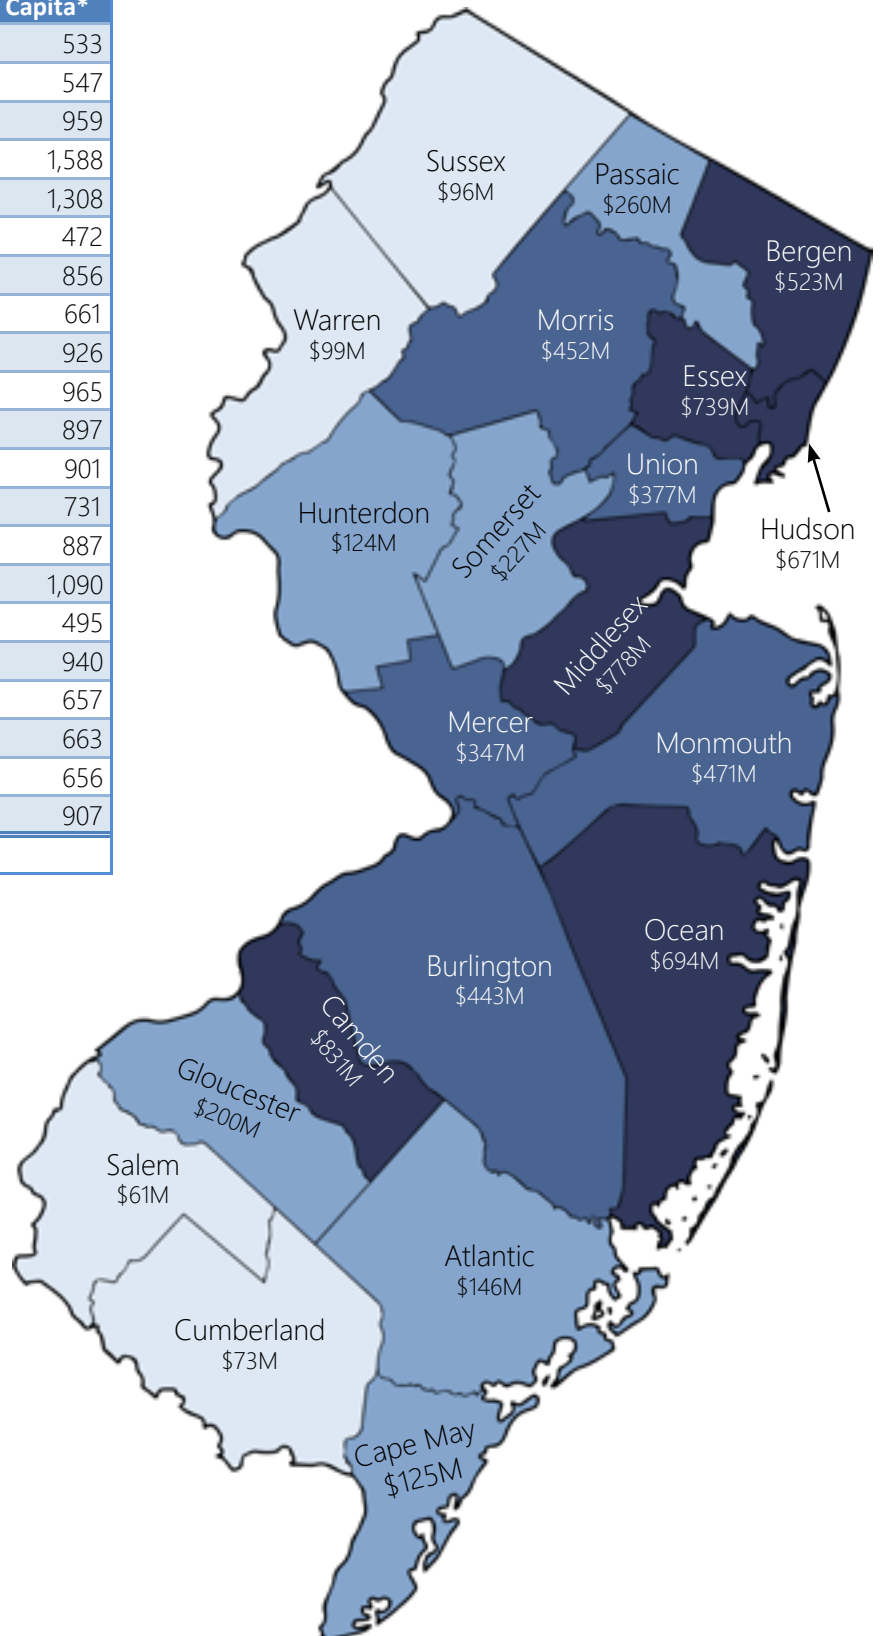 Capita*
533
547
959
1,588
1,308
472
856
661
926
965
897
901
731
887
1,090
495
940
657
663
656
907
Sussex
$96M
Passaic
$260M
Bergen
$523M
Warren
$99M
Morris
$452M
Essex
$739M
Union
$377M
Hudson
$671M
Hunterdon
$124M
Somerset
$227M
Middlesex
$778M
Mercer
$347M
Monmouth
$471M
Ocean
$694M
Burlington
$443M
Camden
$831M
Gloucester
$200M
Salem
$61M
Atlantic
$146M
Cumberland
$73M
Cape May
$125M